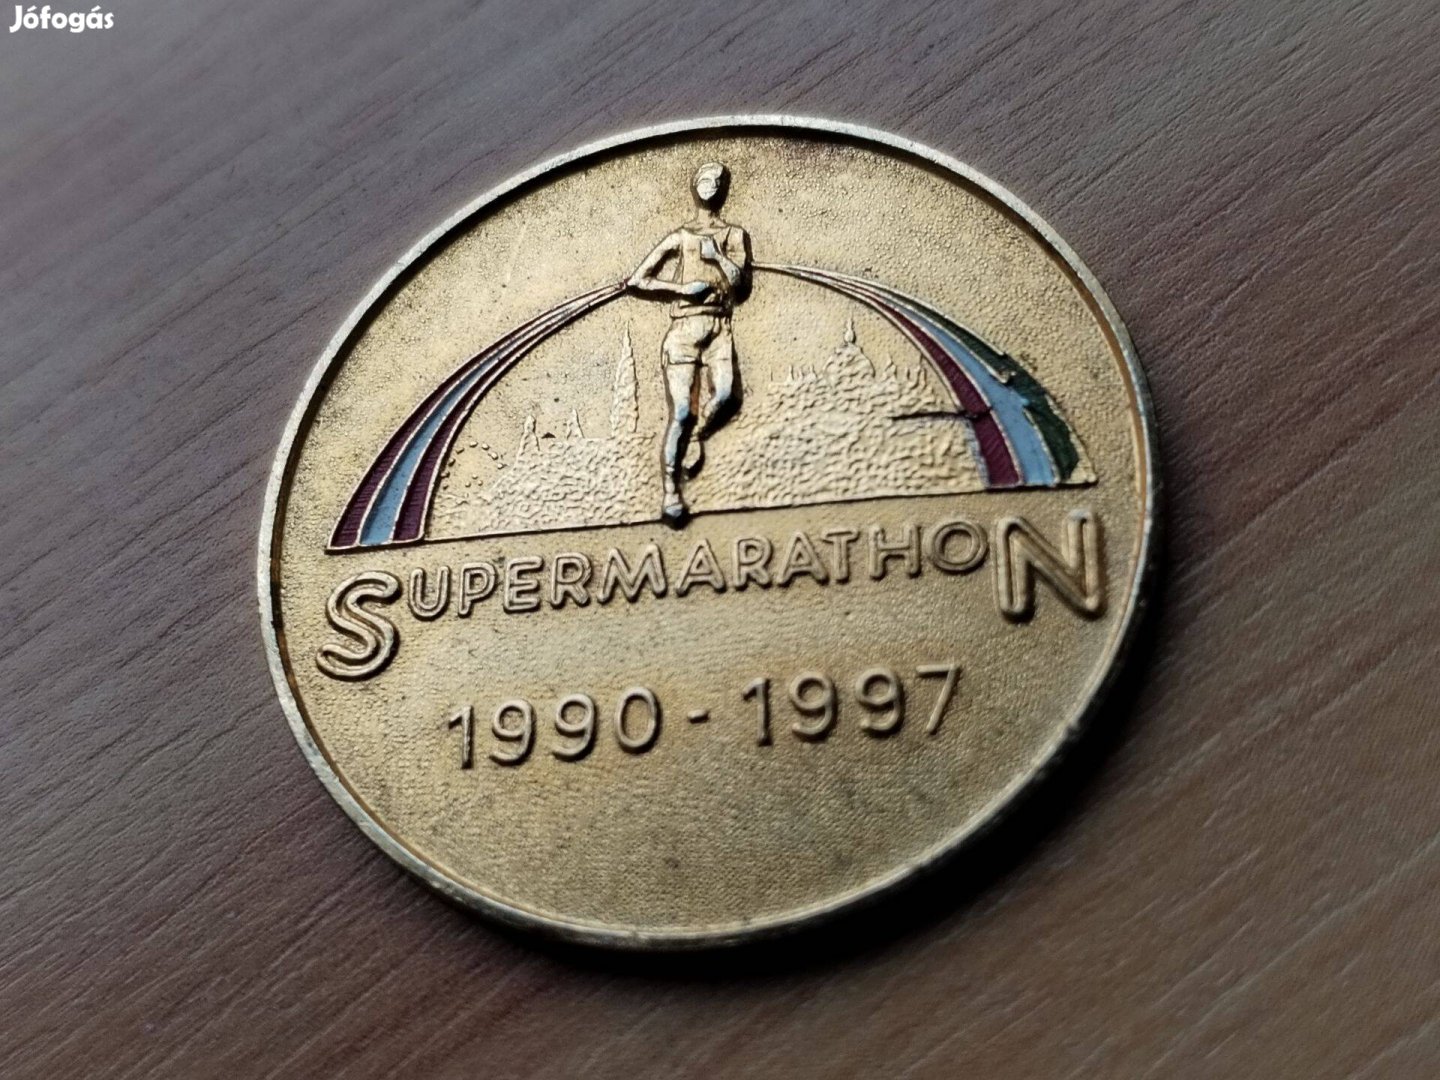 Jófogás
SUPERMARATHON
1990 - 1997